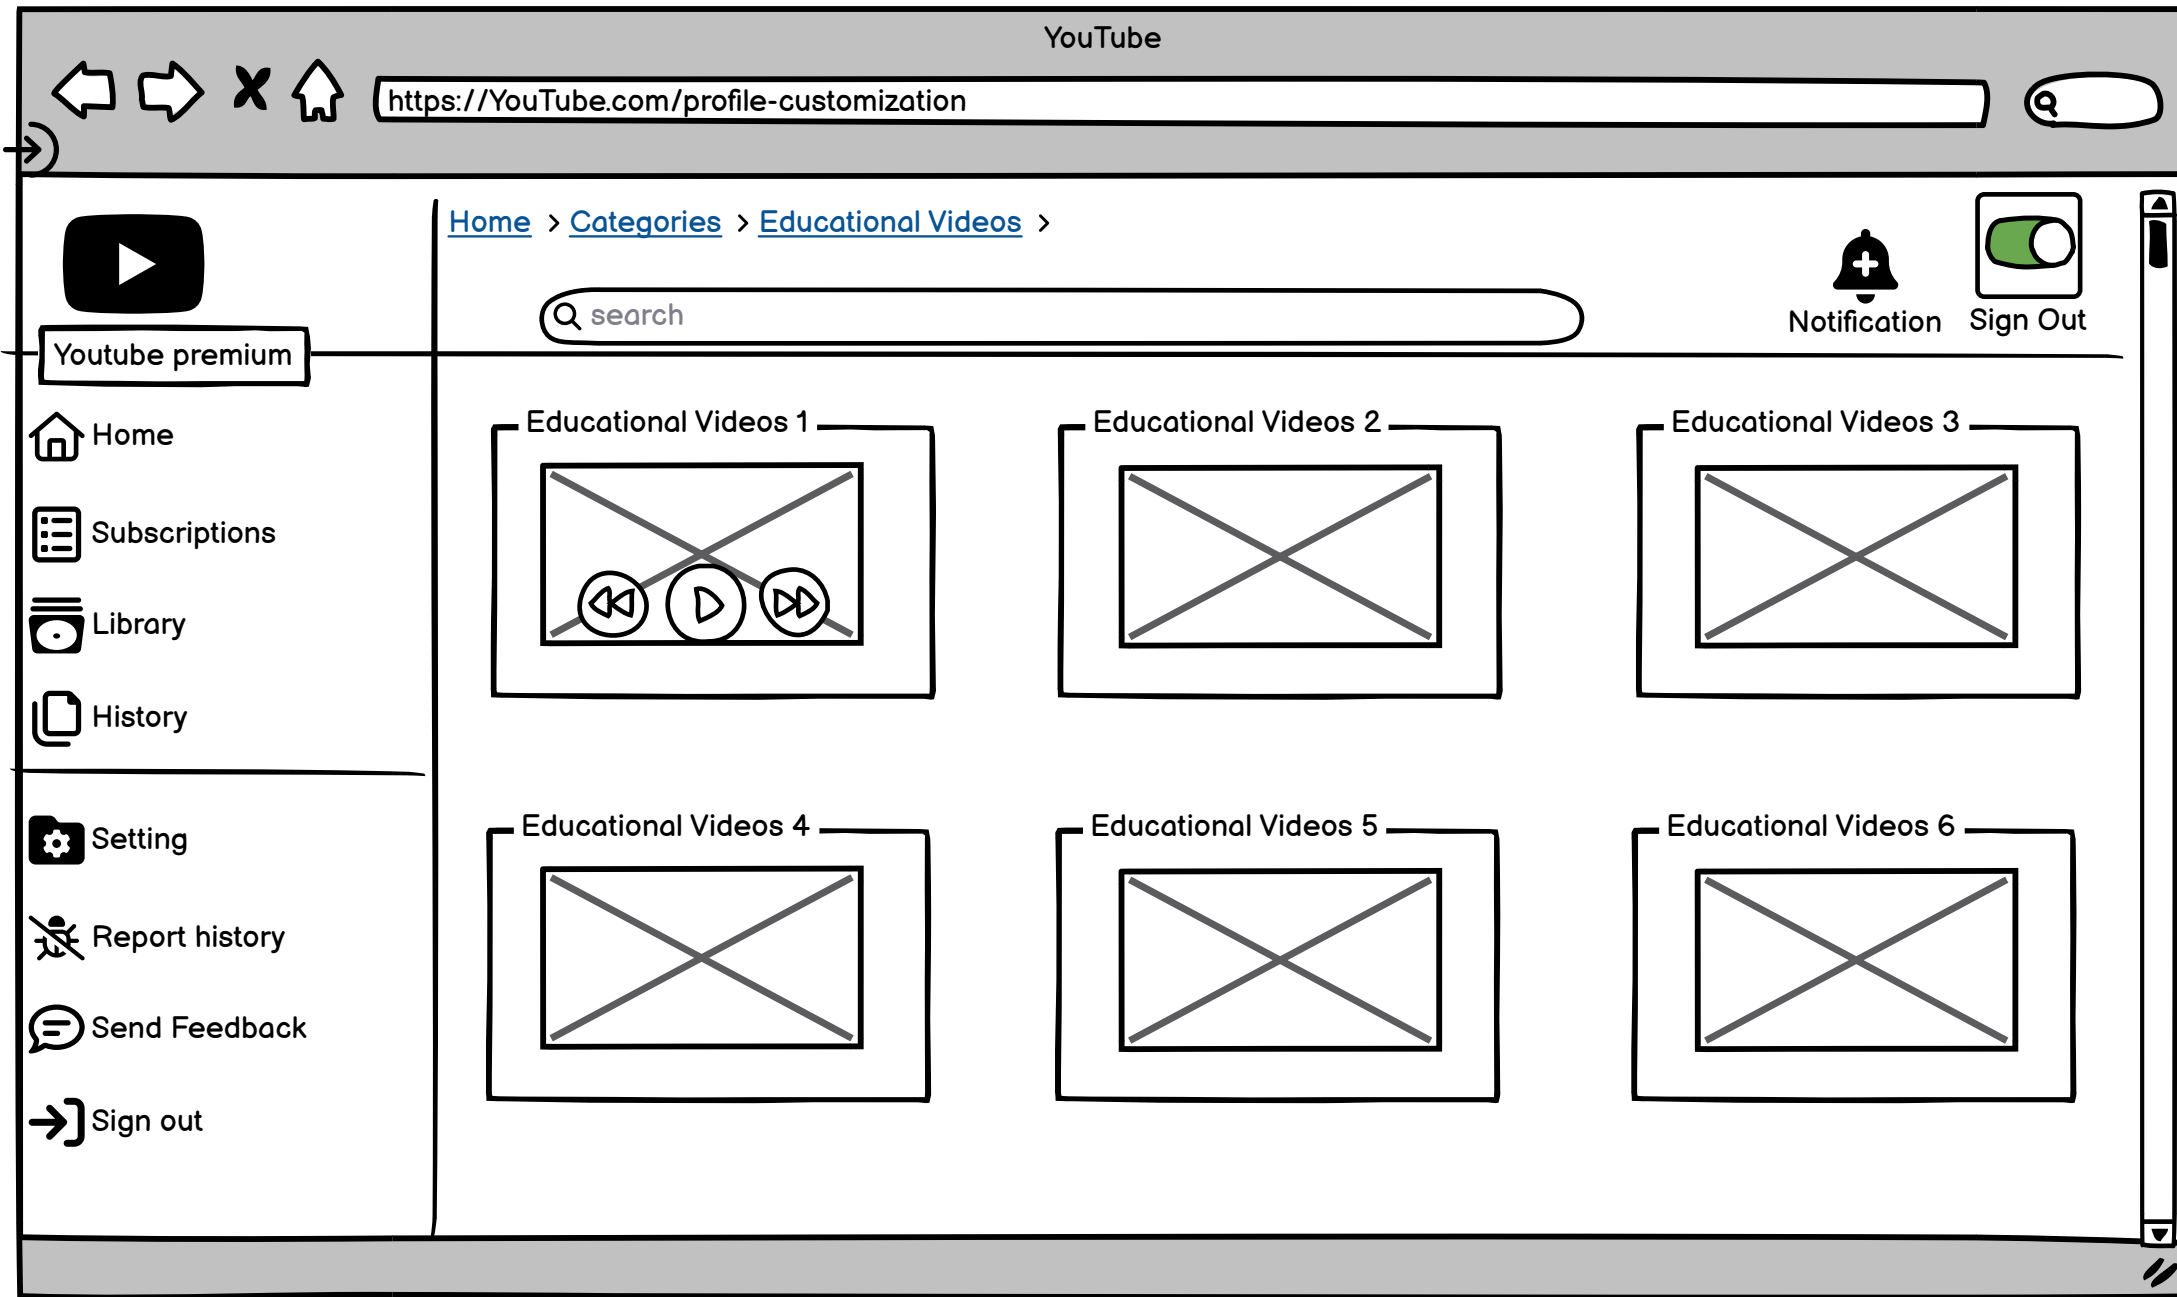 YouTube
https://YouTube.com/profile-customization
Home > Categories > Educational Videos >
search
Notification
Sign Out
Youtube premium
Home
Subscriptions
Library
History
Setting
Report history
Send Feedback
Sign out
Educational Videos 1
Educational Videos 2
Educational Videos 3
Educational Videos 4
Educational Videos 5
Educational Videos 6